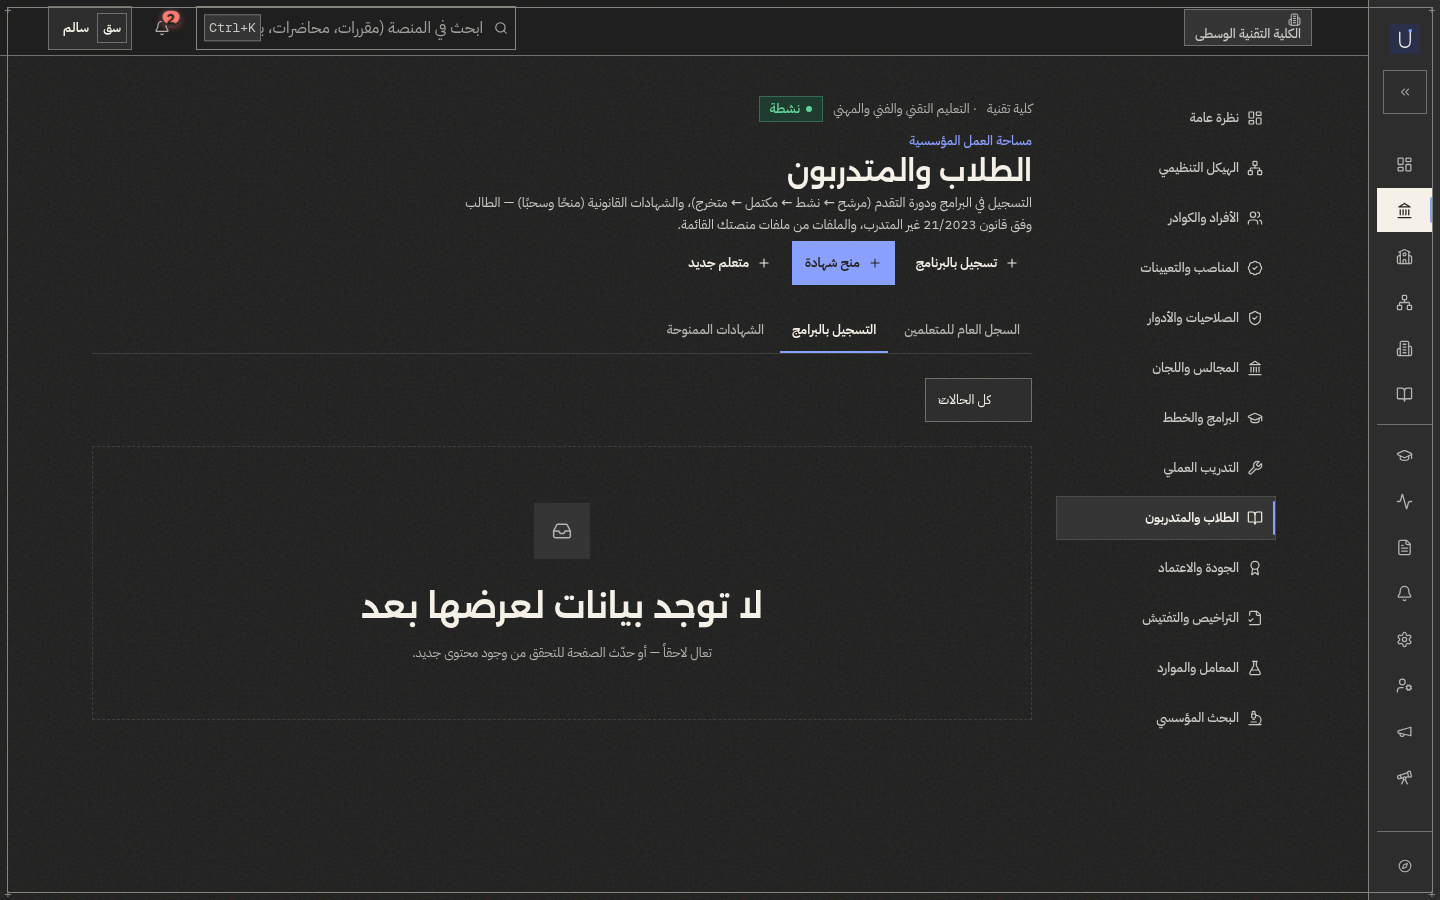 الكلية التقنية الوسطى
ابحث في المنصة (مقررات، محاضرات، ب
Ctrl+K
2
سق
سالم
نظرة عامة
الهيكل التنظيمي
الأفراد والكوادر
المناصب والتعيينات
الصلاحيات والأدوار
المجالس واللجان
البرامج والخطط
التدريب العملي
الطلاب والمتدربون
الجودة والاعتماد
التراخيص والتفتيش
المعامل والموارد
البحث المؤسسي
كلية تقنية · التعليم التقني والفني والمهني
نشطة
مساحة العمل المؤسسية
الطلاب والمتدربون
التسجيل في البرامج ودورة التقدم (مرشح ← نشط ← مكتمل ← متخرج)، والشهادات القانونية (منحًا وسحبًا) — الطالب
وفق قانون 21/2023 غير المتدرب، والملفات من ملفات منصتك القائمة.
تسجيل بالبرنامج
منح شهادة
متعلم جديد
السجل العام للمتعلمين
التسجيل بالبرامج
الشهادات الممنوحة
كل الحالات
لا توجد بيانات لعرضها بعد
تعال لاحقاً — أو حدّث الصفحة للتحقق من وجود محتوى جديد.